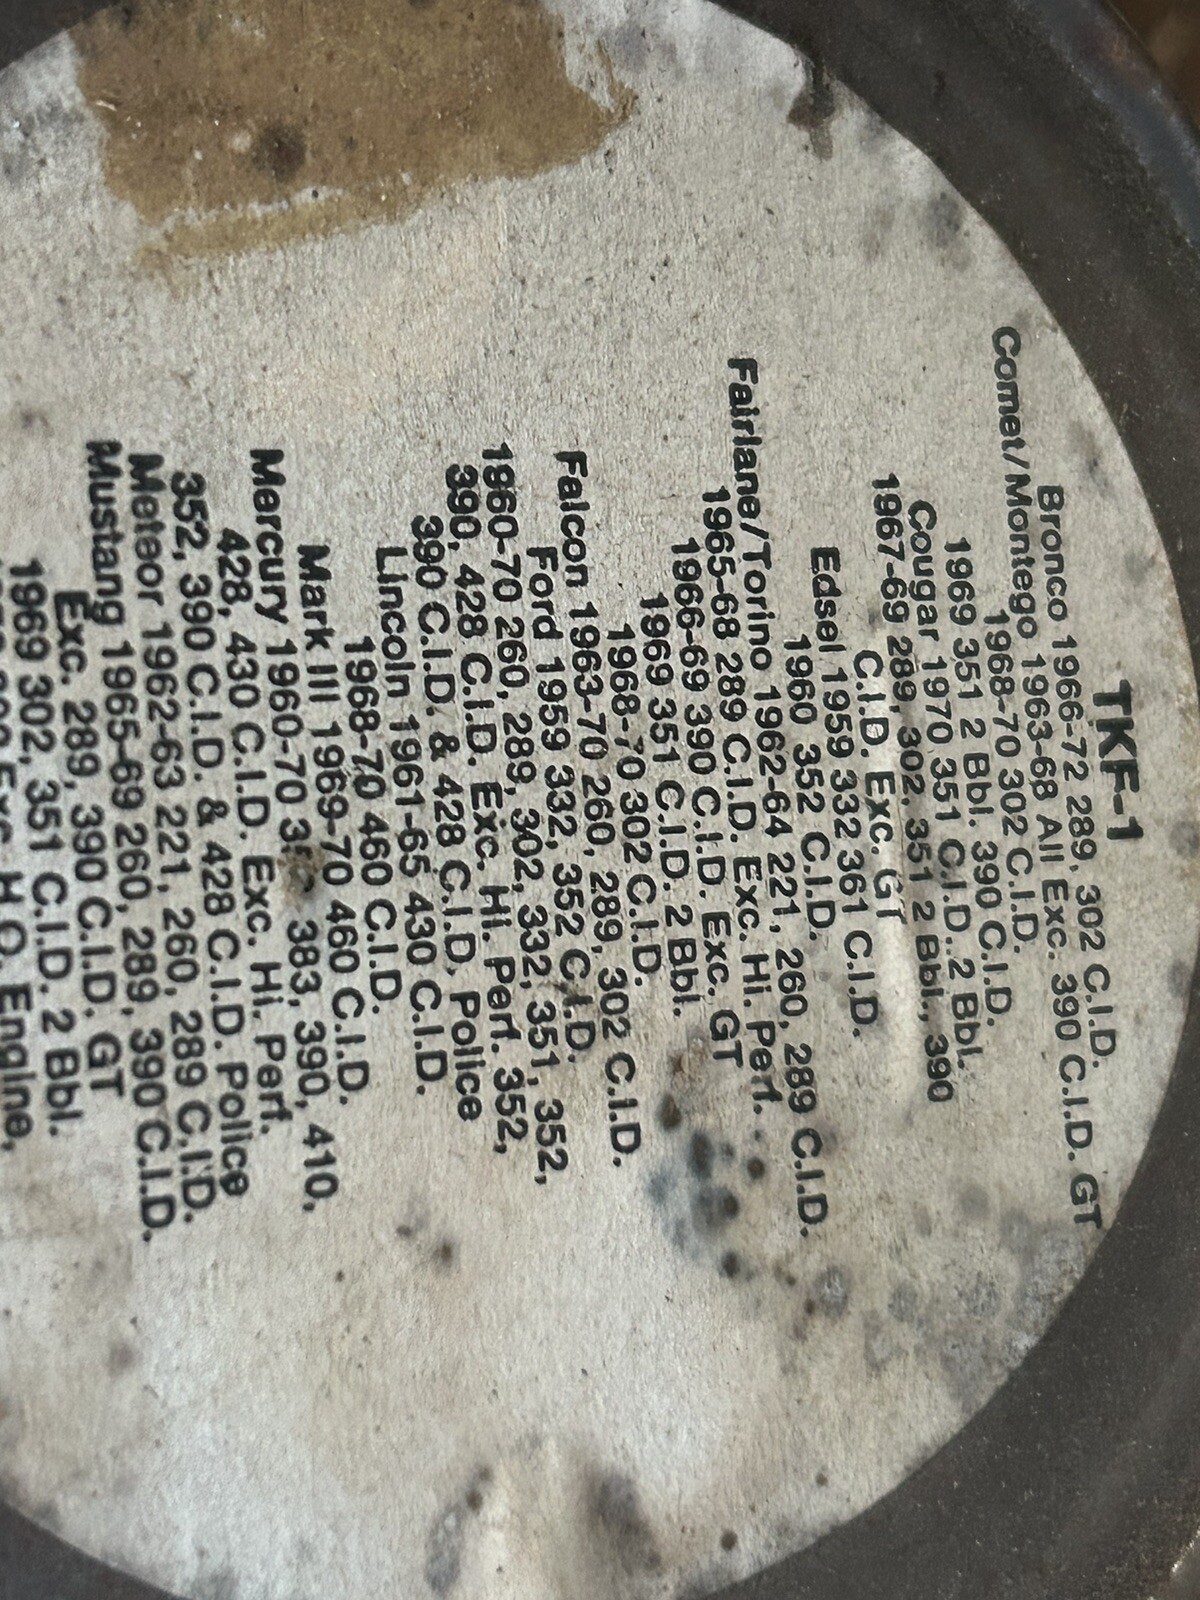 TKF-1
Bronco 1966-72 289, 302 C.I.D.
Comet/Montego 1963-68 All Exc. 390 C.I.D. GT
1968-70 302 C.I.D.
1969 351 2 Bbl. 390 C.I.D.
Cougar 1970 351 C.I.D. 2 Bbl.
1967-69 289, 302, 351 2 Bbl., 390
C.I.D. Exc. GT
Edsel 1959 332 361 C.I.D.
1960 352 C.I.D.
Fairlane/Torino 1962-64 221, 260, 289 C.I.D.
1965-68 289 C.I.D. Exc. Hi. Perf.
1966-69 390 C.I.D. Exc. GT
1969 351 C.I.D. 2 Bbl.
1968-70 302 C.I.D.
Falcon 1963-70 260, 289, 302 C.I.D.
Ford 1959 332, 352 C.I.D.
1960-70 260, 289, 302, 332, 351, 352,
390, 428 C.I.D. Exc. Hi. Perf. 352,
390 C.I.D. & 428 C.I.D. Police
Lincoln 1961-65 430 C.I.D.
1968-70 460 C.I.D.
Mark III 1969-70 460 C.I.D.
Mercury 1960-70 383, 390, 410,
428, 430 C.I.D. Exc. Hi. Perf.
352, 390 C.I.D. & 428 C.I.D. Police
Meteor 1962-63 221, 260, 289 C.I.D.
Mustang 1965-69 260, 289, 390 C.I.D.
Exc. 289, 390 C.I.D. GT
1969 302, 351 C.I.D. 2 Bbl.
Exc. H.O. Engine,